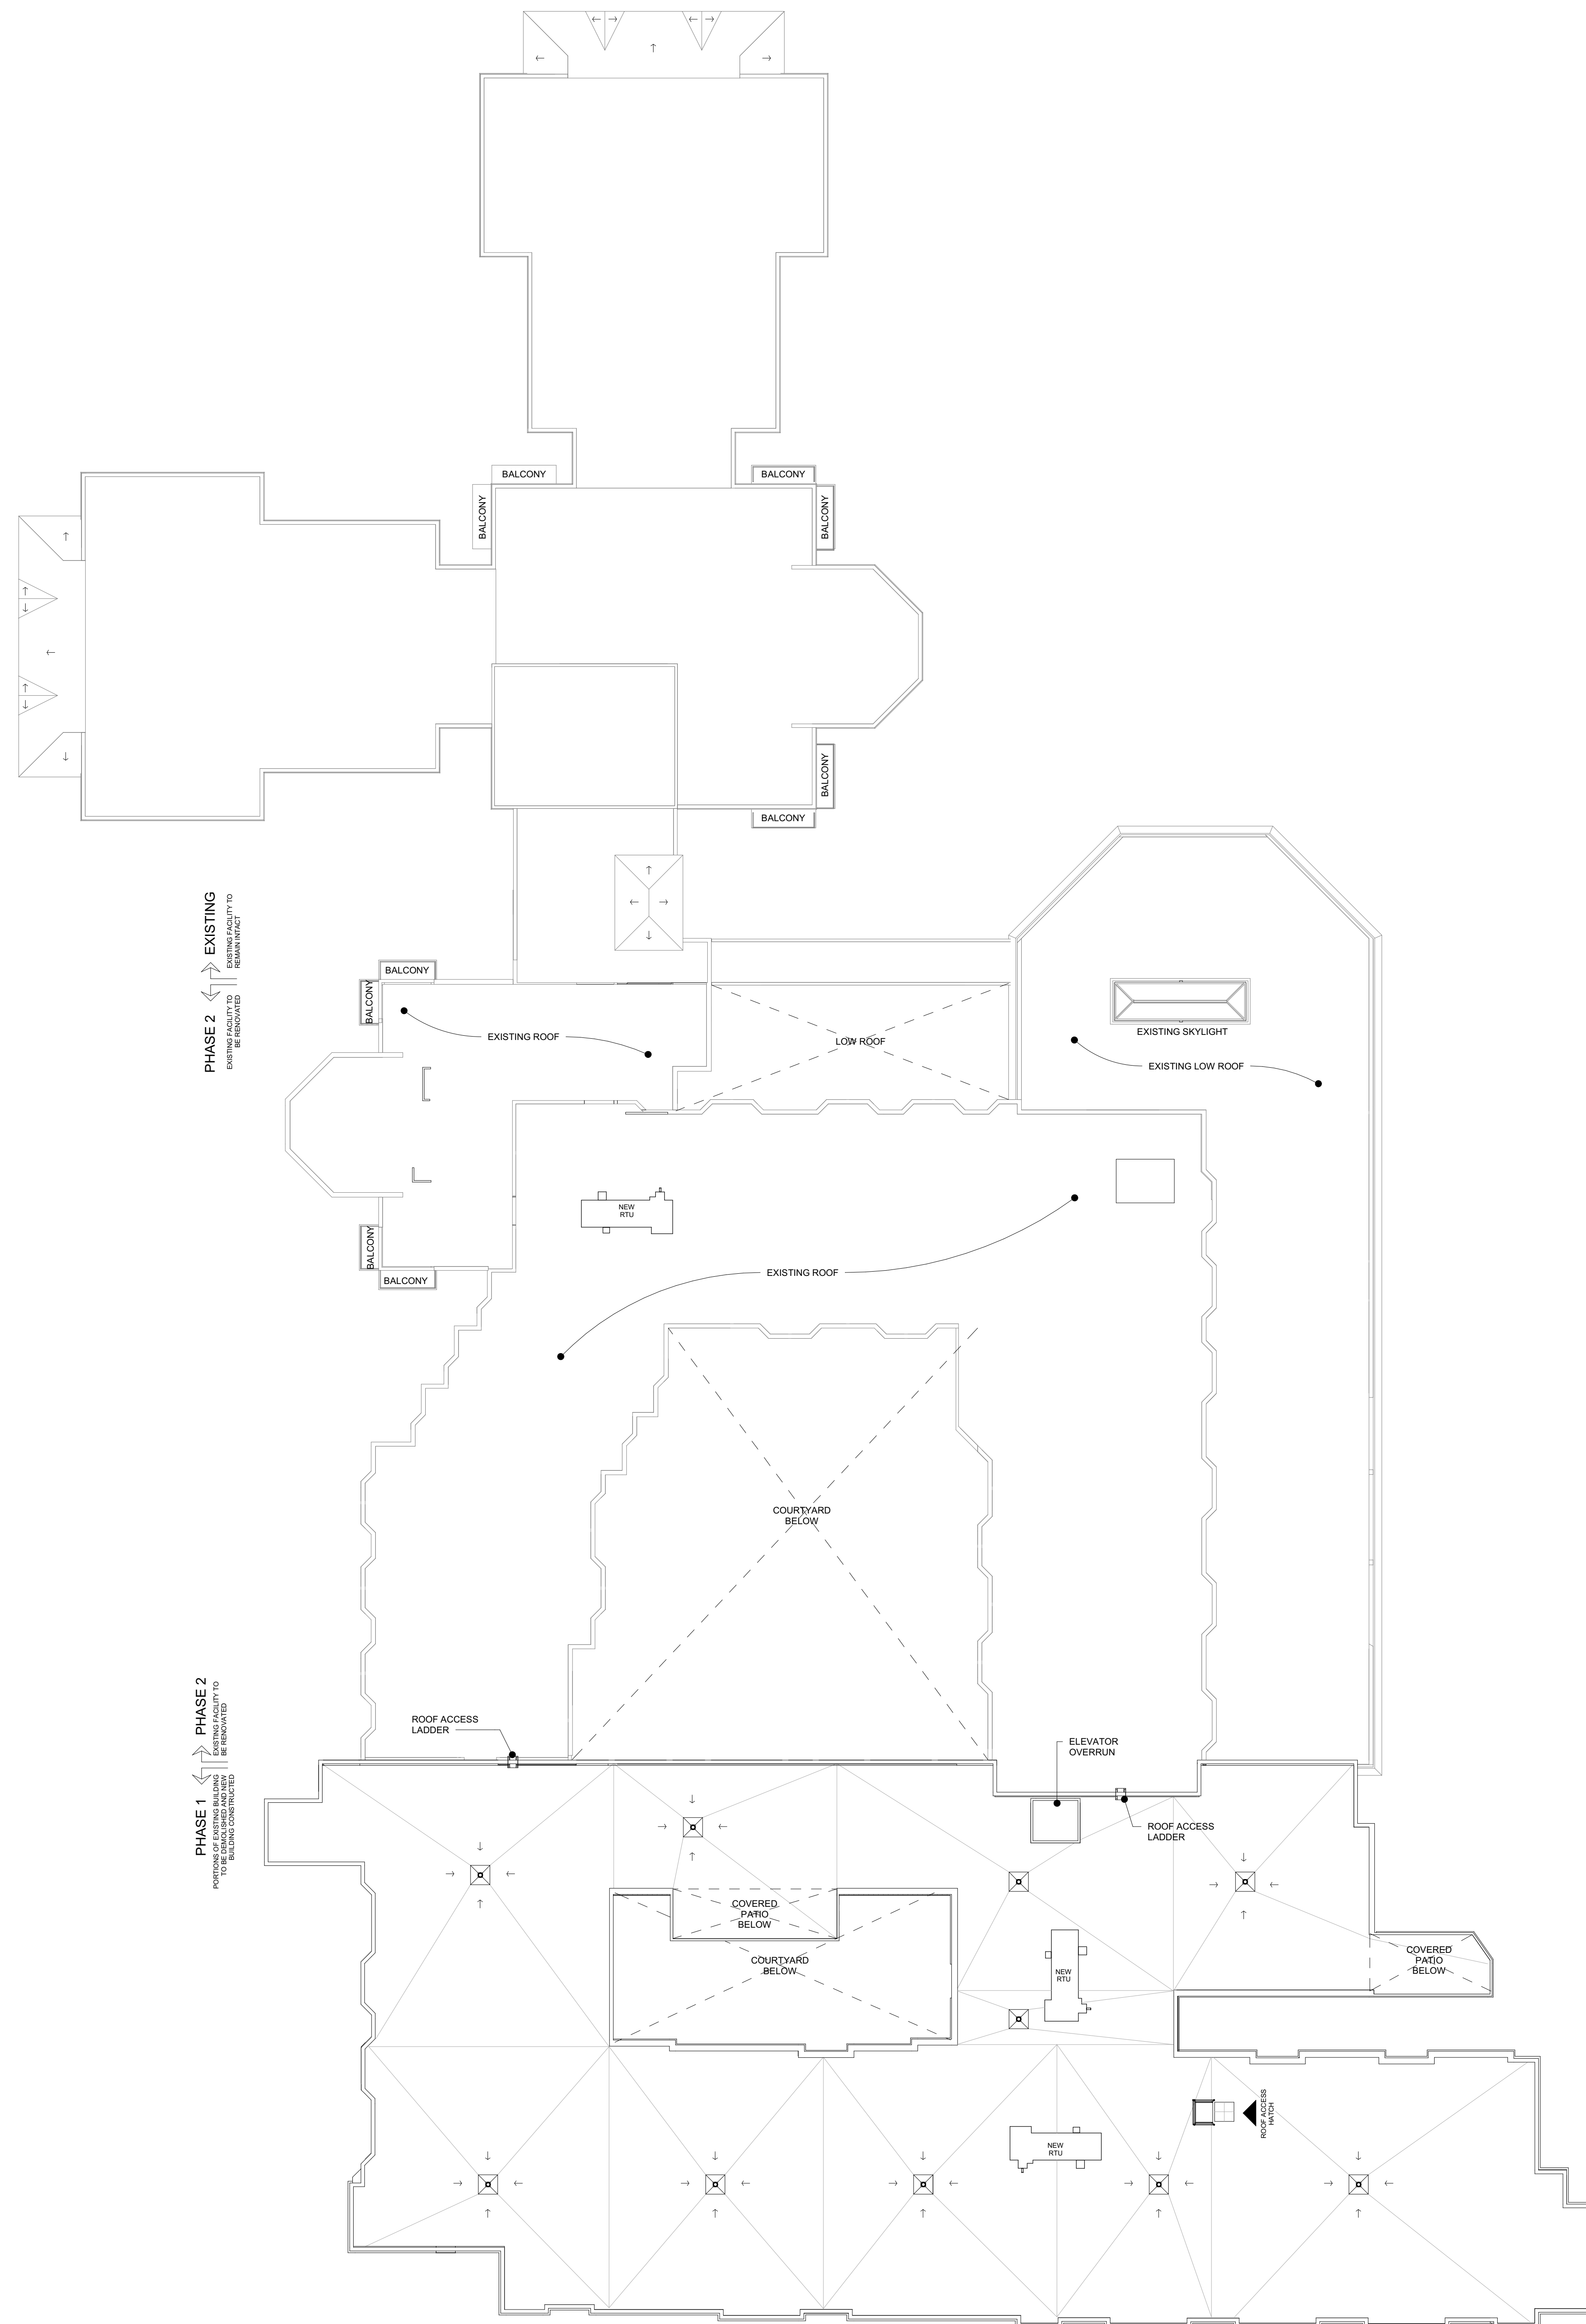 BALCONY
BALCONY
BALCONY
BALCONY
BALCONY
BALCONY
EXISTING
EXISTING FACILITY TO
REMAIN INTACT
PHASE 2
EXISTING FACILITY TO
BE RENOVATED
BALCONY
BALCONY
EXISTING ROOF
LOW ROOF
EXISTING SKYLIGHT
EXISTING LOW ROOF
NEW
RTU
BALCONY
BALCONY
EXISTING ROOF
COURTYARD
BELOW
PHASE 2
EXISTING FACILITY TO
BE RENOVATED
PHASE 1
PORTIONS OF EXISTING BUILDING
TO BE DEMOLISHED AND NEW
BUILDING CONSTRUCTED
ROOF ACCESS
LADDER
ELEVATOR
OVERRUN
ROOF ACCESS
LADDER
COVERED
PATIO
BELOW
COURTYARD
BELOW
NEW
RTU
COVERED
PATIO
BELOW
ROOF ACCESS
HATCH
NEW
RTU